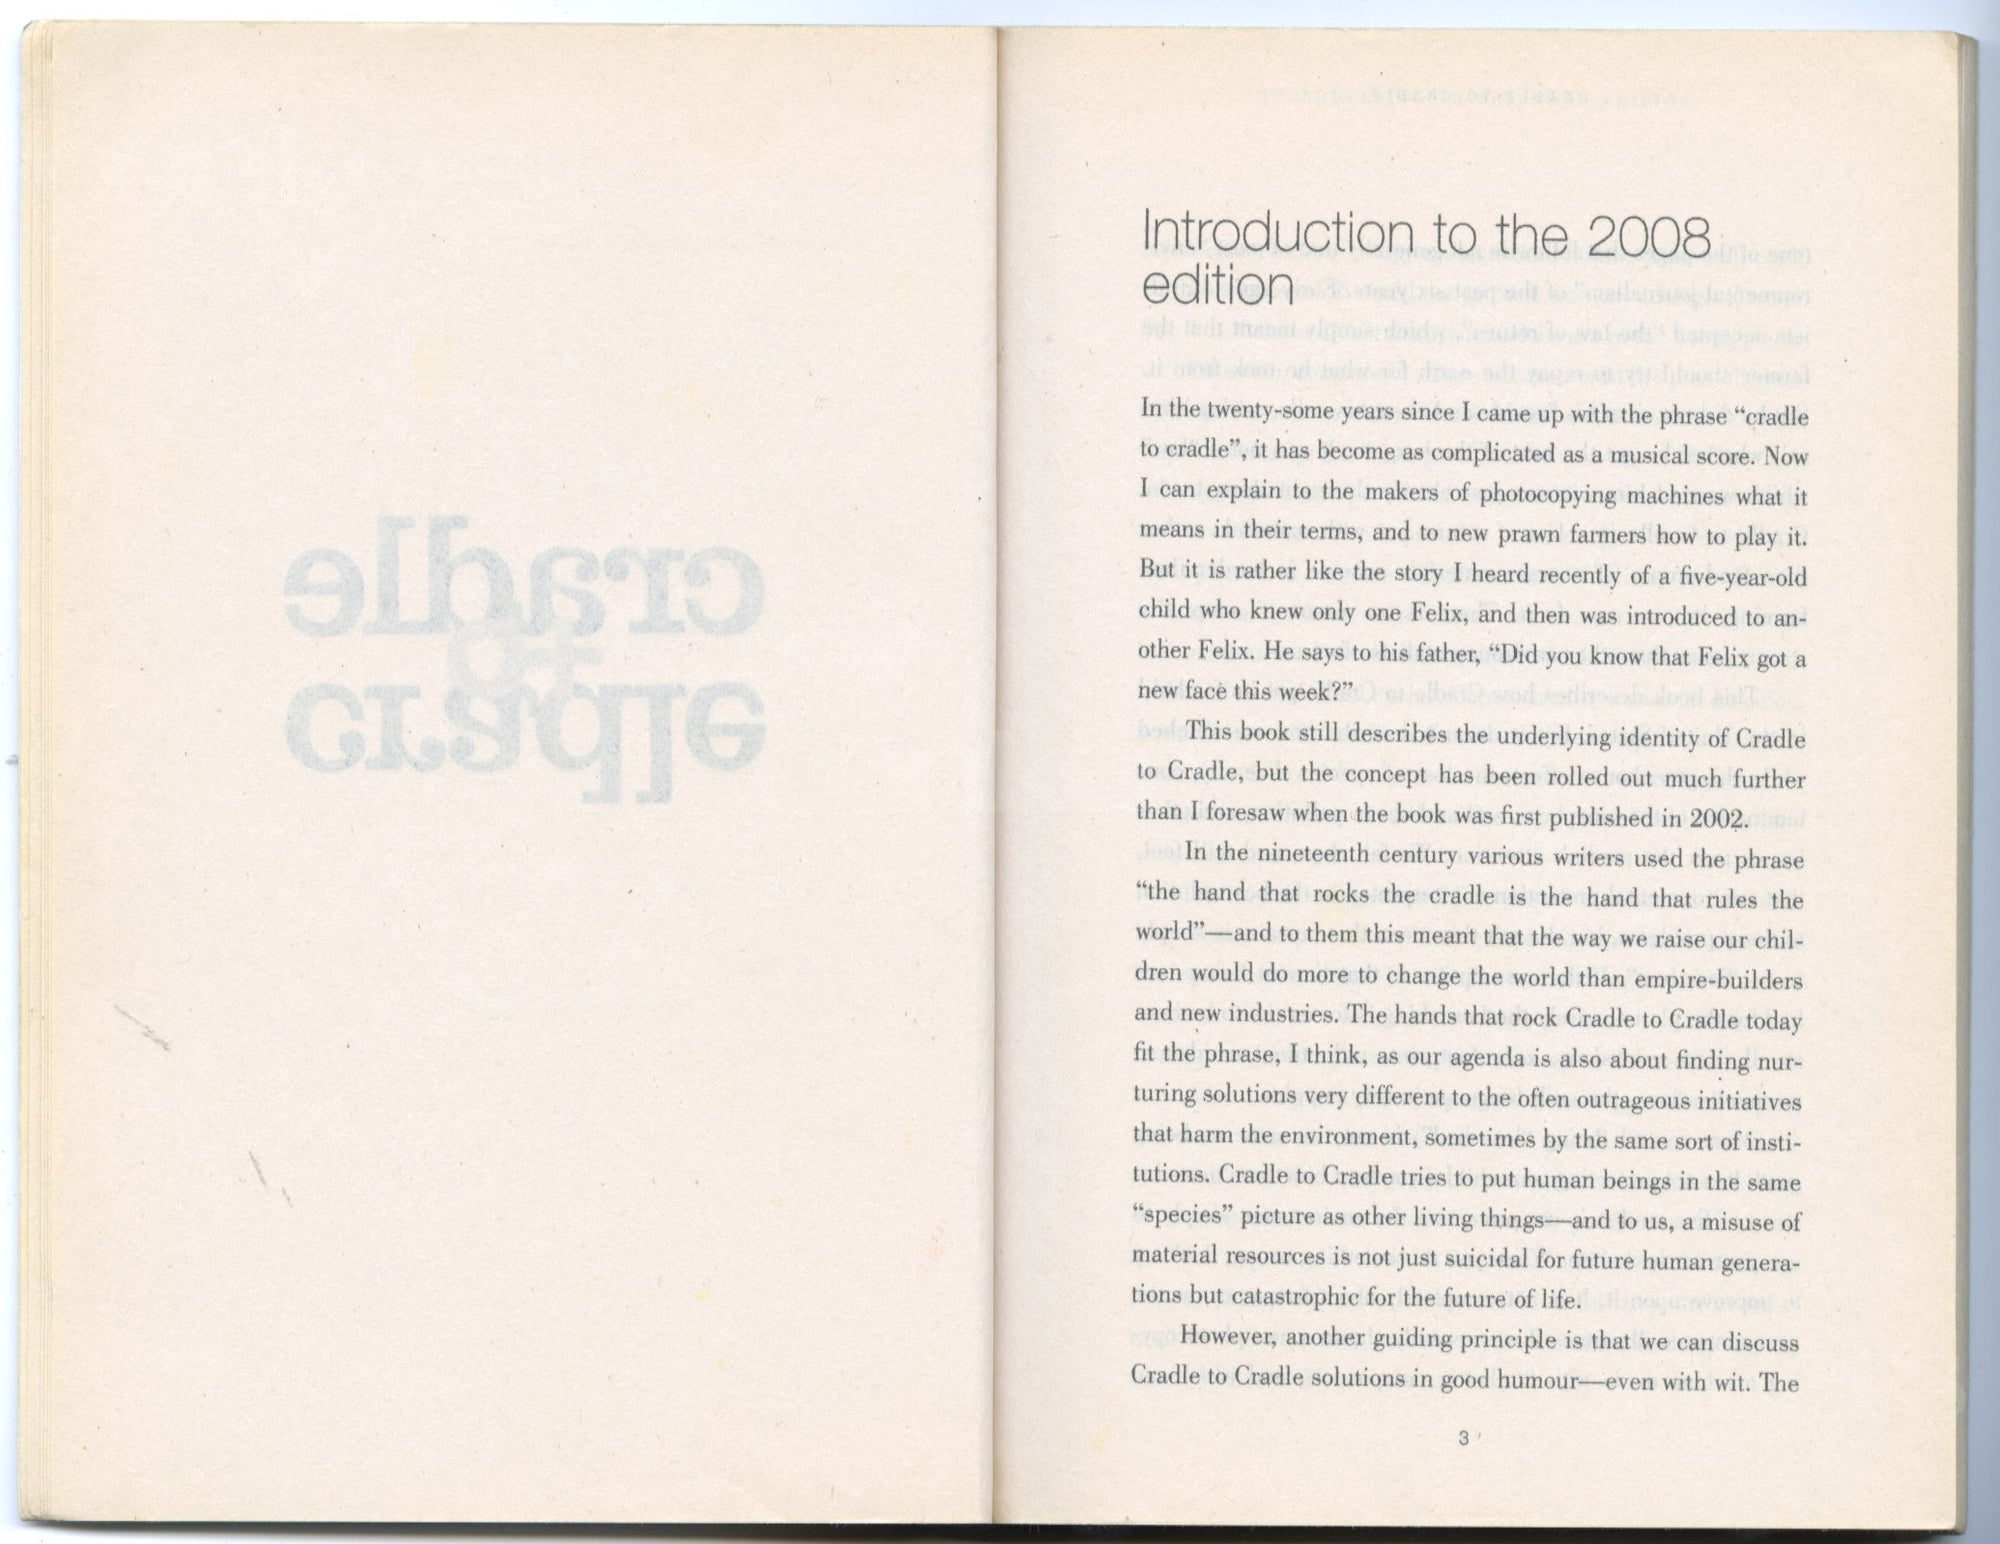 cradle
to
cradle
Introduction to the 2008
edition
In the twenty-some years since I came up with the phrase “cradle
to cradle”, it has become as complicated as a musical score. Now
I can explain to the makers of photocopying machines what it
means in their terms, and to new prawn farmers how to play it.
But it is rather like the story I heard recently of a five-year-old
child who knew only one Felix, and then was introduced to an-
other Felix. He says to his father, “Did you know that Felix got a
new face this week?”
This book still describes the underlying identity of Cradle
to Cradle, but the concept has been rolled out much further
than I foresaw when the book was first published in 2002.
In the nineteenth century various writers used the phrase
“the hand that rocks the cradle is the hand that rules the
world”—and to them this meant that the way we raise our chil-
dren would do more to change the world than empire-builders
and new industries. The hands that rock Cradle to Cradle today
fit the phrase, I think, as our agenda is also about finding nur-
turing solutions very different to the often outrageous initiatives
that harm the environment, sometimes by the same sort of insti-
tutions. Cradle to Cradle tries to put human beings in the same
“species” picture as other living things—and to us, a misuse of
material resources is not just suicidal for future human genera-
tions but catastrophic for the future of life.
However, another guiding principle is that we can discuss
Cradle to Cradle solutions in good humour—even with wit. The
3